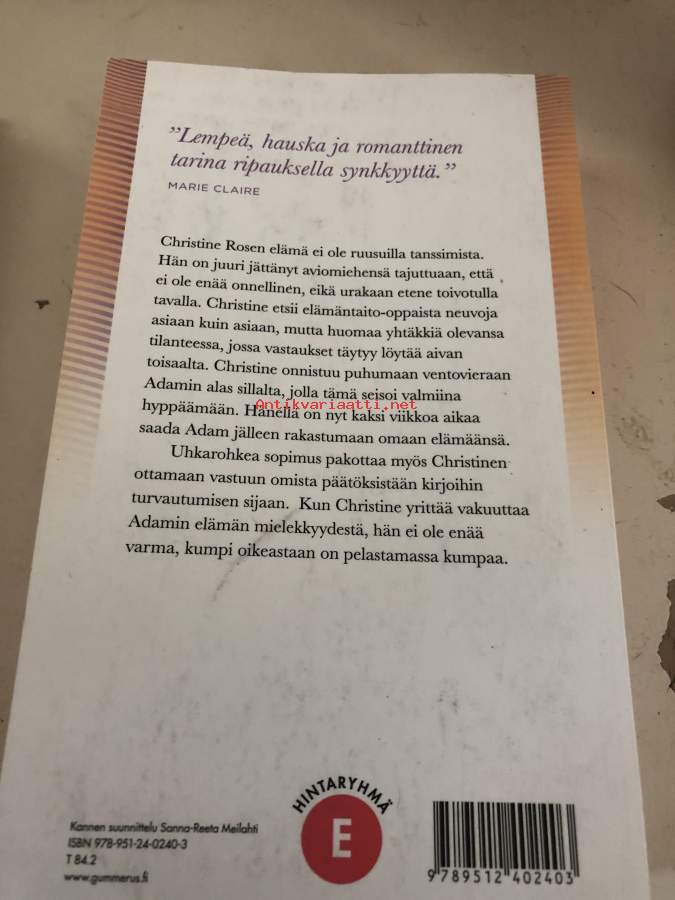 ”Lempeä, hauska ja romanttinen
tarina ripauksella synkkyyttä.”
MARIE CLAIRE
Christine Rosen elämä ei ole ruusuilla tanssimista.
Hän on juuri jättänyt aviomiehensä tajuttuaan, että
ei ole enää onnellinen, eikä urakaan etene toivotulla
tavalla. Christine etsii elämäntaito-oppaista neuvoja
asiaan kuin asiaan, mutta huomaa yhtäkkiä olevansa
tilanteessa, jossa vastaukset täytyy löytää aivan
toisaalta. Christine onnistuu puhumaan ventovieraan
Adamin alas sillalta, jolla tämä seisoi valmiina
Antikvariaatti.net
hyppäämään. Hänellä on nyt kaksi viikkoa aikaa
saada Adam jälleen rakastumaan omaan elämäänsä.
Uhkarohkea sopimus pakottaa myös Christinen
ottamaan vastuun omista päätöksistään kirjoihin
turvautumisen sijaan. Kun Christine yrittää vakuuttaa
Adamin elämän mielekkyydestä, hän ei ole enää
varma, kumpi oikeastaan on pelastamassa kumpaa.
HINTARYHMÄ
E
Kannen suunnittelu Sanna-Reeta Meilahti
ISBN 978-951-24-0240-3
T 84.2
www.gummerus.fi
9 789512 402403